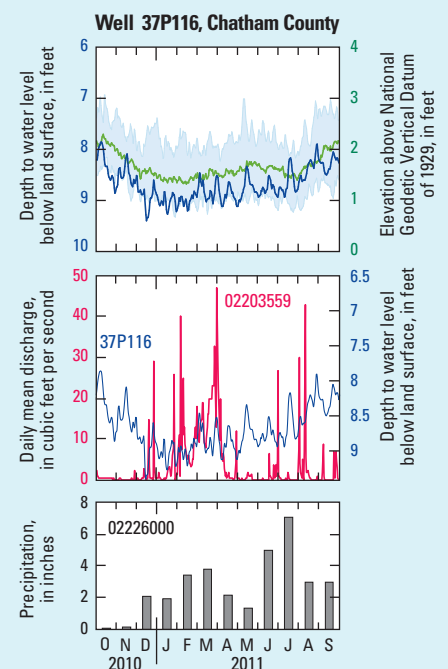 Well 37P116, Chatham County
Depth to water level
below land surface, in feet
6
7
8
9
10
4
3
2
1
0
Elevation above National
Geodetic Vertical Datum
of 1929, in feet
Daily mean discharge,
in cubic feet per second
50
40
30
20
10
0
02203559
37P116
6.5
7
7.5
8
8.5
9
Depth to water level
below land surface, in feet
Precipitation,
in inches
8
6
4
2
0
02226000
O N D J F M A M J J A S
2010 2011